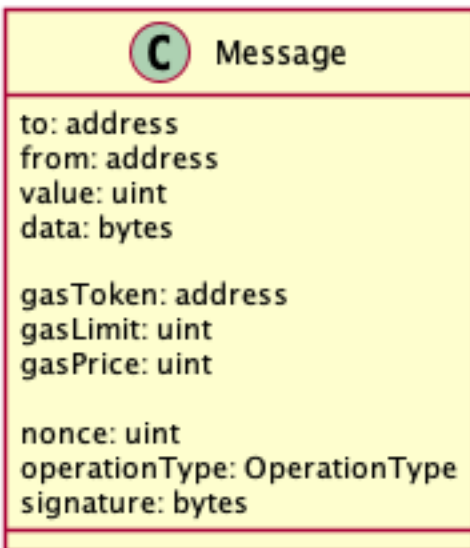 C Message
to: address
from: address
value: uint
data: bytes
gasToken: address
gasLimit: uint
gasPrice: uint
nonce: uint
operationType: OperationType
signature: bytes